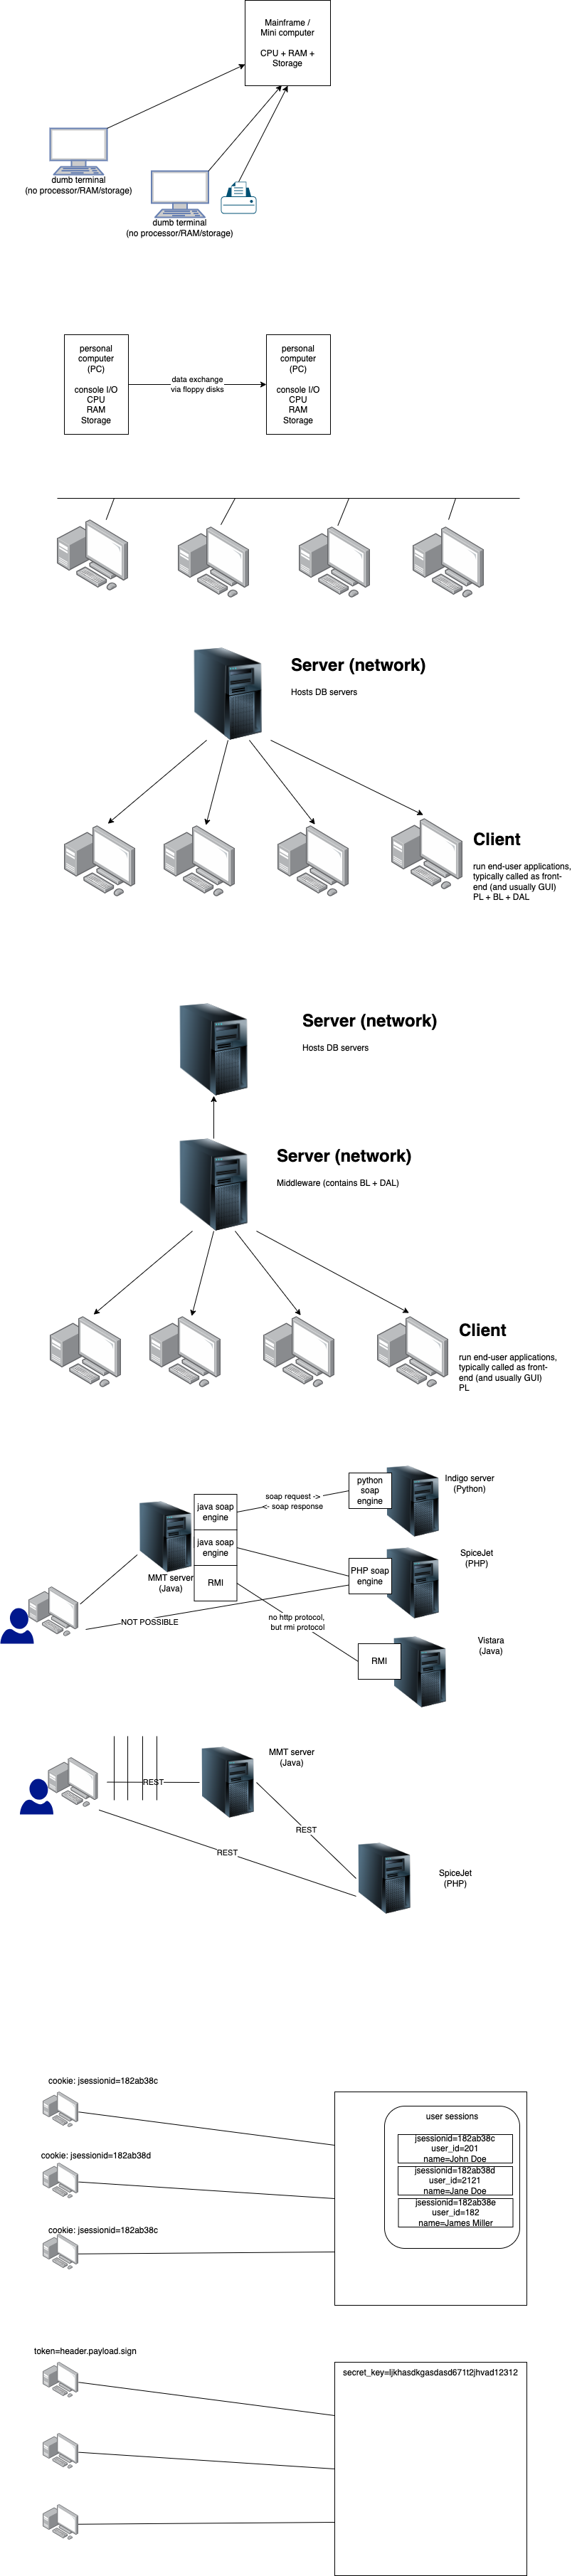 Mainframe /
Mini computer
CPU + RAM +
Storage
dumb terminal
(no processor/RAM/storage)
dumb terminal
(no processor/RAM/storage)
personal
computer
(PC)
console I/O
CPU
RAM
Storage
data exchange
via floppy disks
personal
computer
(PC)
console I/O
CPU
RAM
Storage
Server (network)
Hosts DB servers
Client
run end-user applications,
typically called as front-
end (and usually GUI)
PL + BL + DAL
Server (network)
Hosts DB servers
Server (network)
Middleware (contains BL + DAL)
Client
run end-user applications,
typically called as front-
end (and usually GUI)
PL
Indigo server
(Python)
python
soap
engine
soap request ->
<- soap response
java soap
engine
java soap
engine
RMI
MMT server
(Java)
SpiceJet
(PHP)
PHP soap
engine
NOT POSSIBLE
no http protocol,
but rmi protocol
Vistara
(Java)
RMI
MMT server
(Java)
REST
REST
REST
SpiceJet
(PHP)
cookie: jsessionid=182ab38c
user sessions
jsessionid=182ab38c
user_id=201
name=John Doe
cookie: jsessionid=182ab38d
jsessionid=182ab38d
user_id=2121
name=Jane Doe
jsessionid=182ab38e
user_id=182
name=James Miller
cookie: jsessionid=182ab38c
token=header.payload.sign
secret_key=ljkhasdkgasdasd671t2jhvad12312